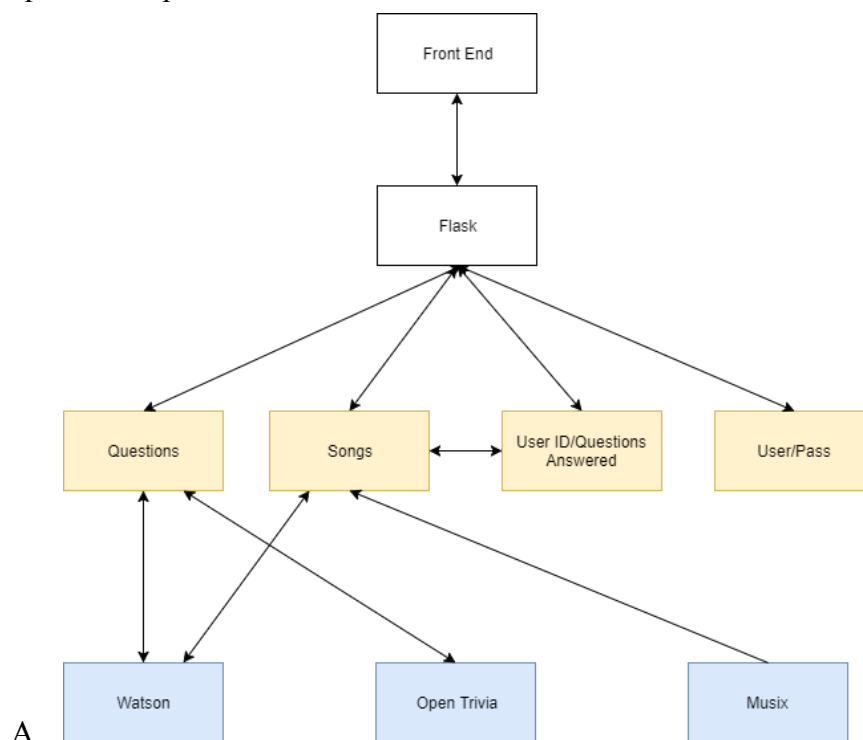 Front End
Flask
Questions
Songs
User ID/Questions
Answered
User/Pass
Watson
Open Trivia
Musix
A